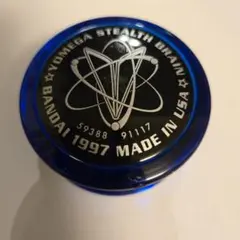 ☆YOMEGA STEALTH BRAIN☆
59388 91117
BANDAI 1997 MADE IN USA